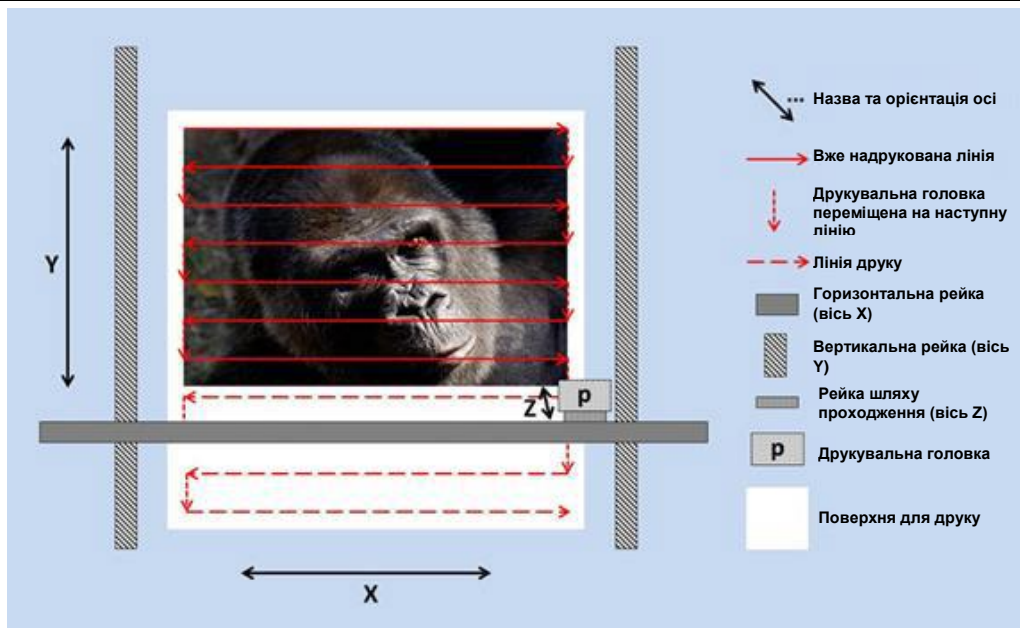 Y
Z
p
X
Назва та орієнтація осі
Вже надрукована лінія
Друкувальна головка
переміщена на наступну
лінію
Лінія друку
Горизонтальна рейка
(вісь X)
Вертикальна рейка (вісь
Y)
Рейка шляху
проходження (вісь Z)
p
Друкувальна головка
Поверхня для друку